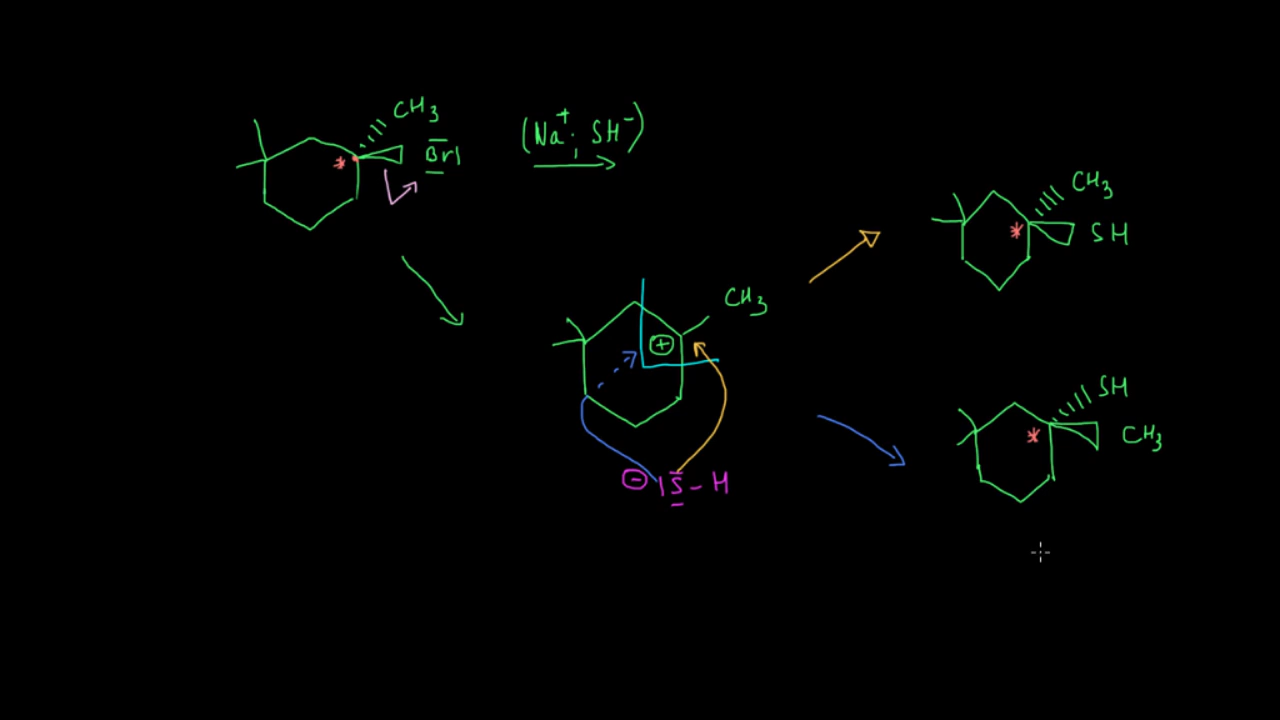 CH3
Br
(Na+; SH-)
CH3
SH
CH3
+
SH
CH3
- |S - H